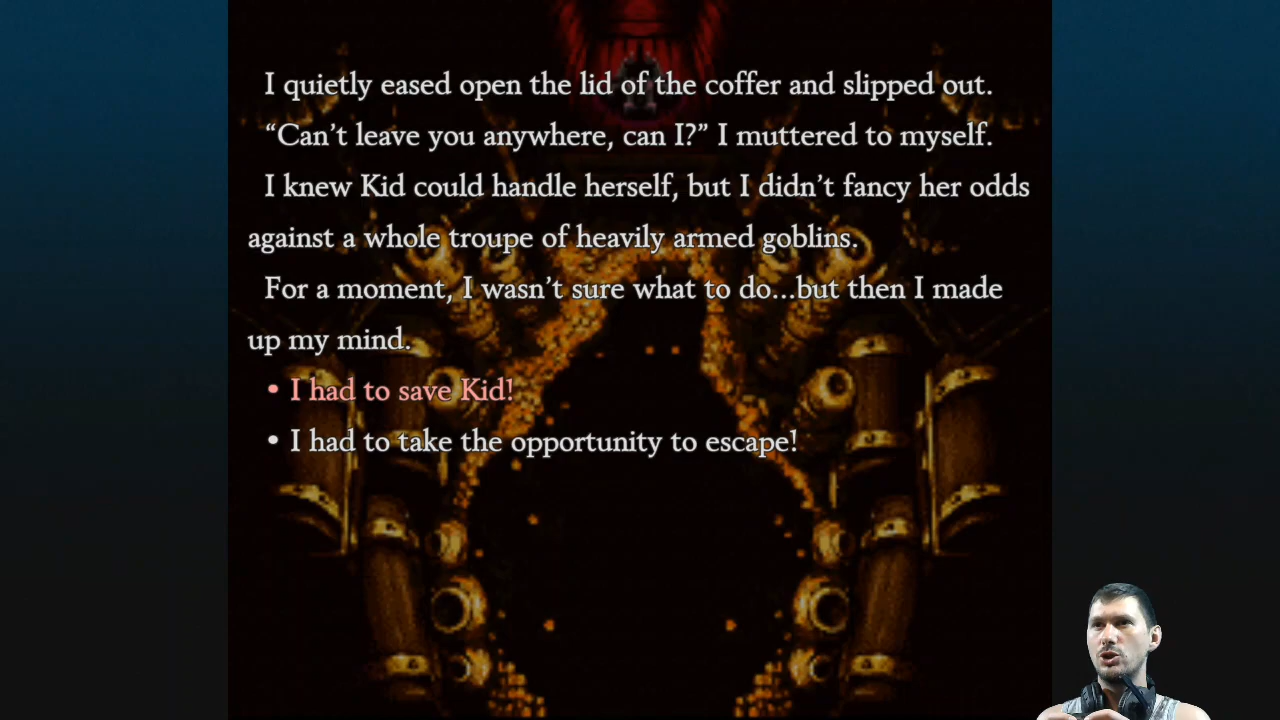 I quietly eased open the lid of the coffer and slipped out.
“Can’t leave you anywhere, can I?” I muttered to myself.
I knew Kid could handle herself, but I didn’t fancy her odds
against a whole troupe of heavily armed goblins.
For a moment, I wasn’t sure what to do...but then I made
up my mind.
• I had to save Kid!
• I had to take the opportunity to escape!